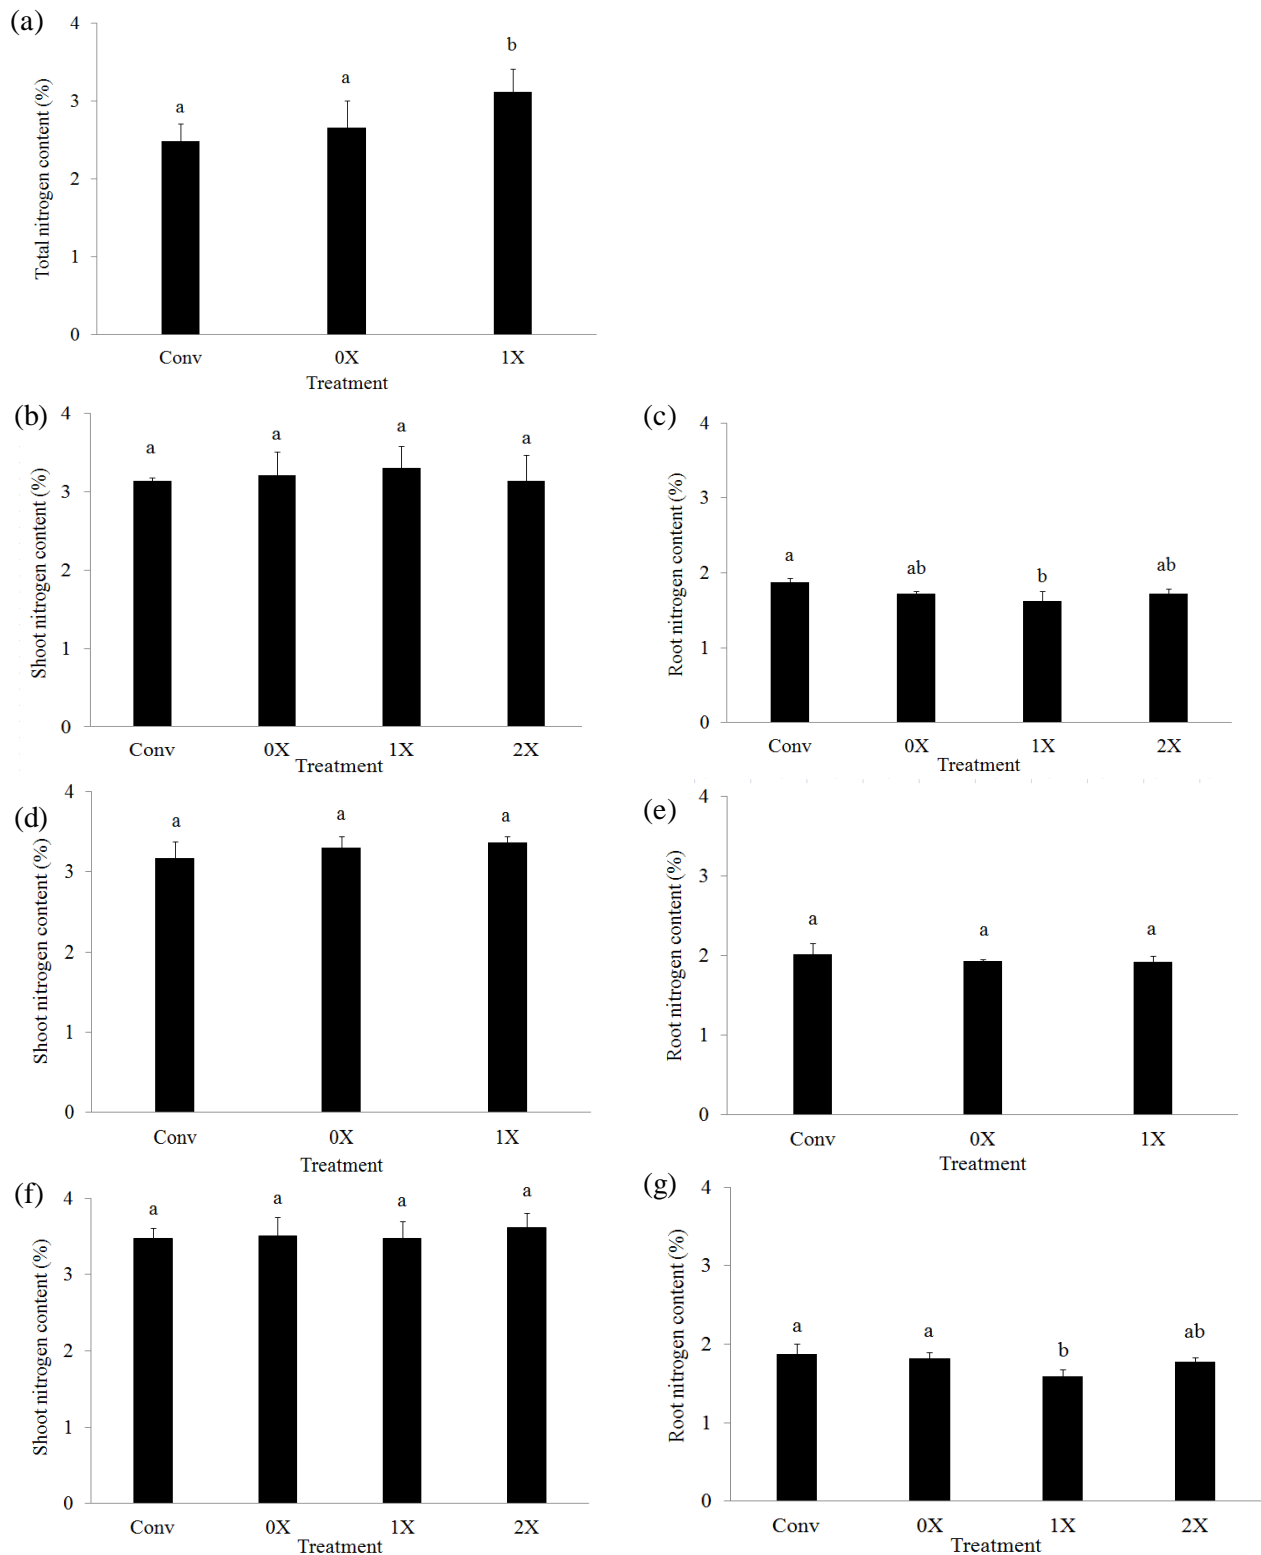 (a)
Total nitrogen content (%)
4
3
2
1
0
a
a
b
Conv 0X 1X
Treatment
(b)
Shoot nitrogen content (%)
4
3
2
1
0
a a a a
Conv 0X 1X 2X
Treatment
(c)
Root nitrogen content (%)
4
3
2
1
0
a ab b ab
Conv 0X 1X 2X
Treatment
(d)
Shoot nitrogen content (%)
4
3
2
1
0
a a a
Conv 0X 1X
Treatment
(e)
Root nitrogen content (%)
4
3
2
1
0
a a a
Conv 0X 1X
Treatment
(f)
Shoot nitrogen content (%)
4
3
2
1
0
a a a a
Conv 0X 1X 2X
Treatment
(g)
Root nitrogen content (%)
4
3
2
1
0
a a b ab
Conv 0X 1X 2X
Treatment